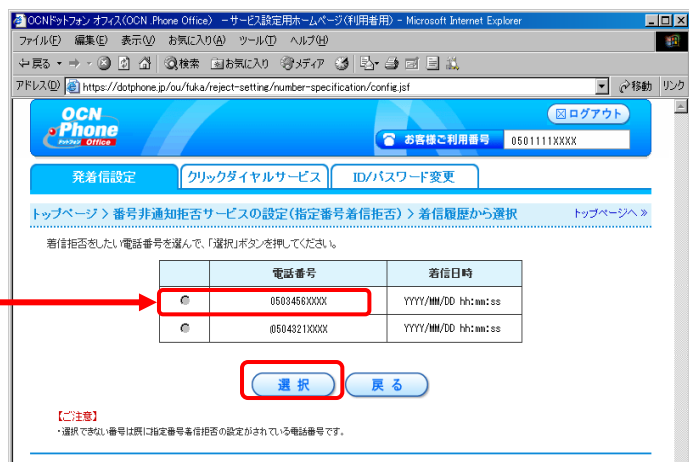 OCNドットフォン オフィス(OCN .Phone Office) －サービス設定用ホームページ(利用者用) - Microsoft Internet Explorer
ファイル(F) 編集(E) 表示(V) お気に入り(A) ツール(T) ヘルプ(H)
戻る 検索 お気に入り メディア
アドレス(D) https://dotphone.jp/ou/fuka/reject-setting/number-specification/config.jsf 移動 リンク
OCN
.Phone
ドットフォン Office
ログアウト
お客様ご利用番号 0501111XXXX
発着信設定 クリックダイヤルサービス ID/パスワード変更
トップページ > 番号非通知拒否サービスの設定(指定番号着信拒否) > 着信履歴から選択 トップページへ »
着信拒否をしたい電話番号を選んで、「選択」ボタンを押してください。
電話番号 着信日時
0503456XXXX YYYY/MM/DD hh:mm:ss
0504321XXXX YYYY/MM/DD hh:mm:ss
選 択 戻 る
【ご注意】
・選択できない番号は既に指定番号着信拒否の設定がされている電話番号です。